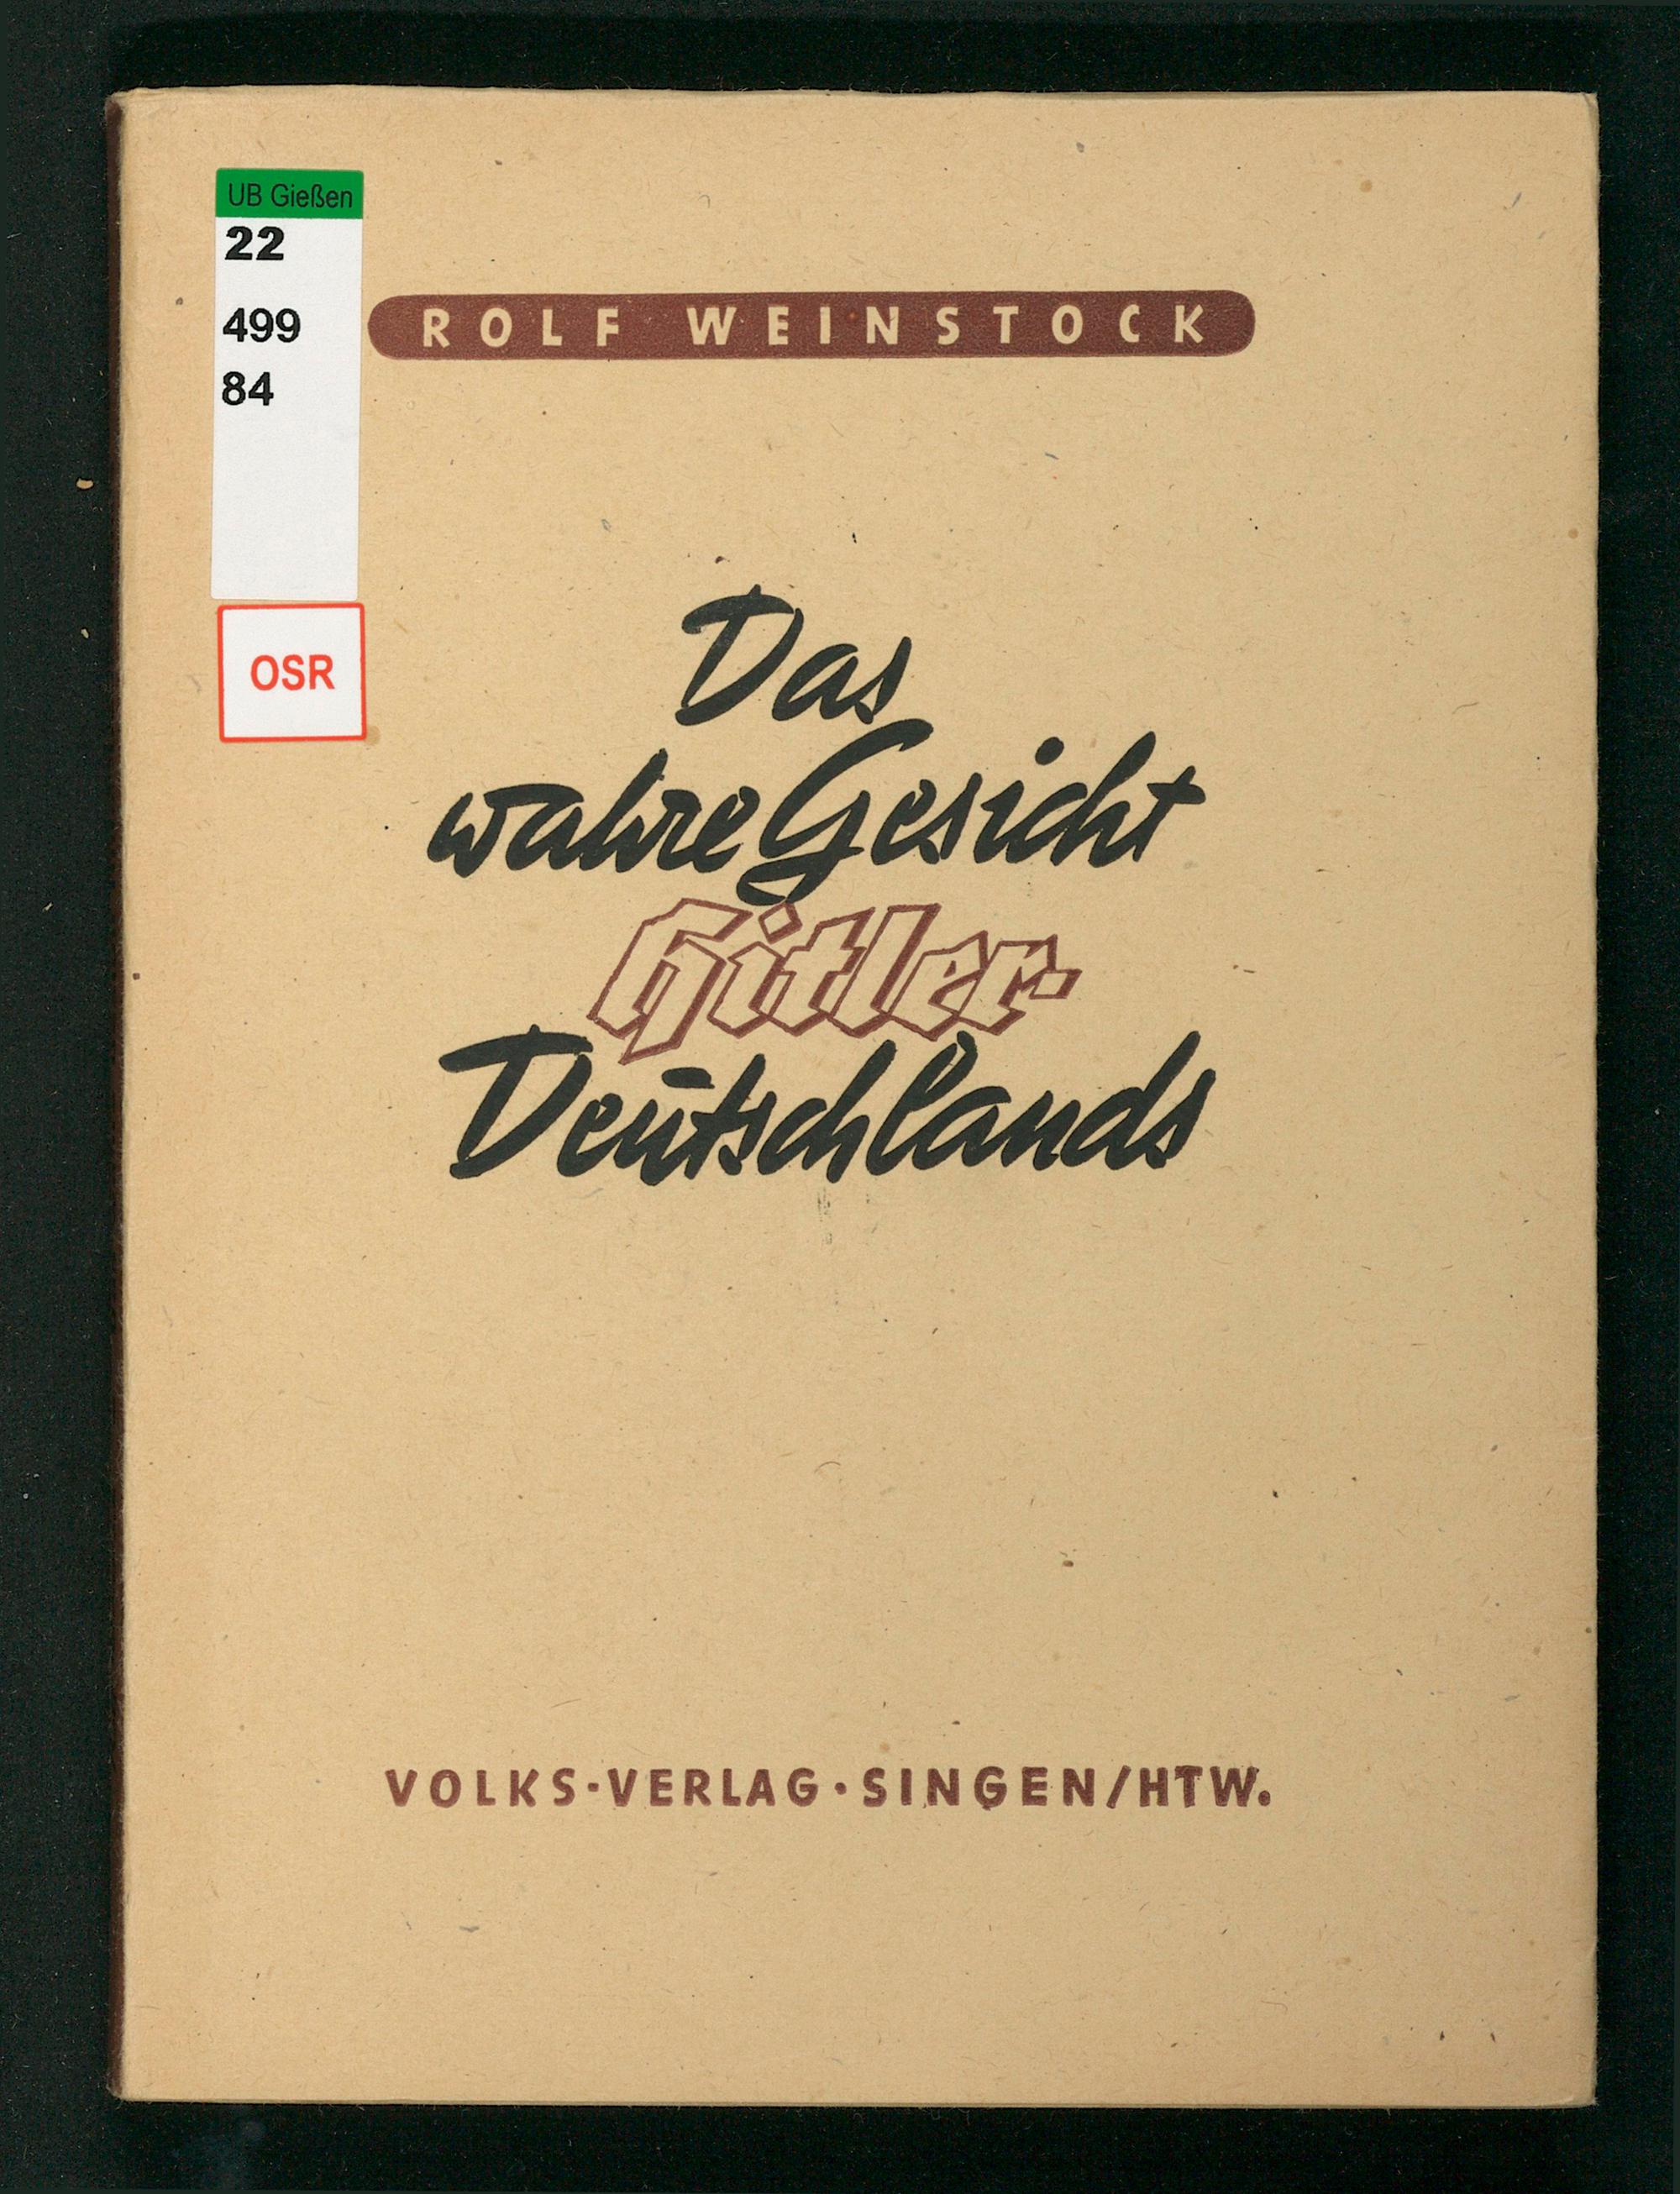 UB Gießen
22
499
84
OSR
ROLF WEINSTOCK
Das
wahre Gesicht
Hitler-
Deutschlands
VOLKS·VERLAG·SINGEN/HTW.